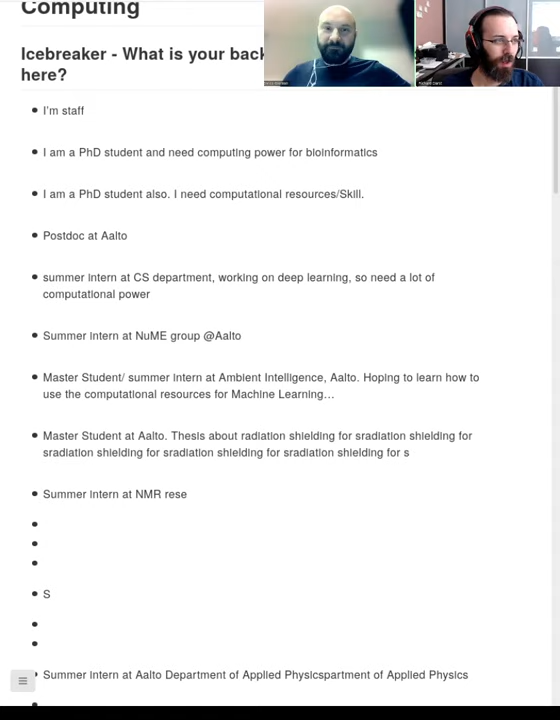 Computing
Icebreaker - What is your back
here?
I'm staff
I am a PhD student and need computing power for bioinformatics
I am a PhD student also. I need computational resources/Skill.
Postdoc at Aalto
summer intern at CS department, working on deep learning, so need a lot of
computational power
Summer intern at NuME group @Aalto
Master Student/ summer intern at Ambient Intelligence, Aalto. Hoping to learn how to
use the computational resources for Machine Learning...
Master Student at Aalto. Thesis about radiation shielding for sradiation shielding for
sradiation shielding for sradiation shielding for sradiation shielding for s
Summer intern at NMR rese
S
Summer intern at Aalto Department of Applied Physicspartment of Applied Physics